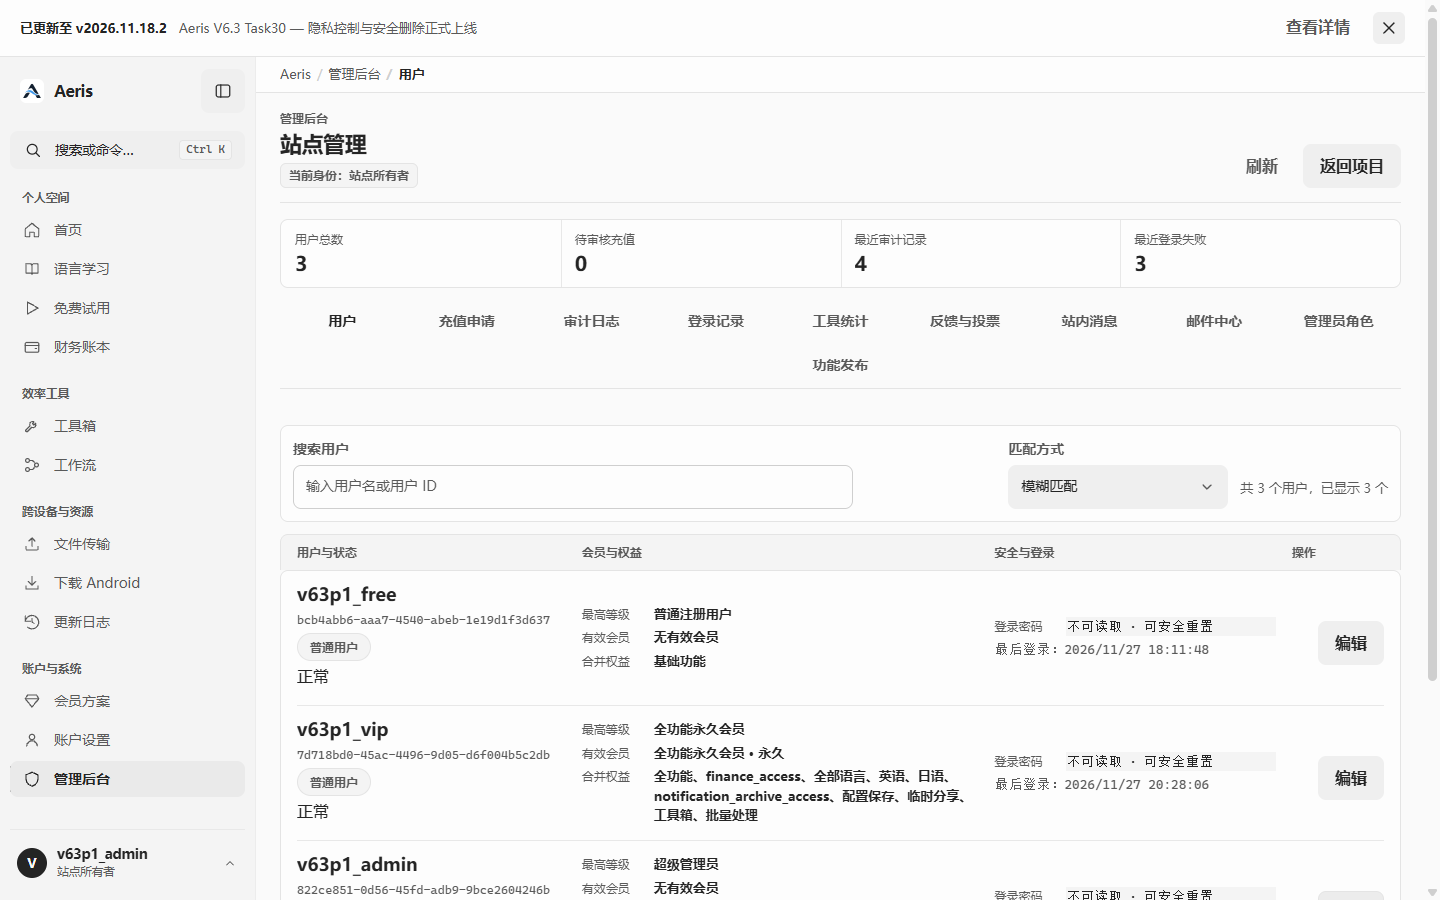 已更新至 v2026.11.18.2 Aeris V6.3 Task30 — 隐私控制与安全删除正式上线
查看详情
Aeris
搜索或命令... Ctrl K
个人空间
首页
语言学习
免费试用
财务账本
效率工具
工具箱
工作流
跨设备与资源
文件传输
下载 Android
更新日志
账户与系统
会员方案
账户设置
管理后台
v63p1_admin
站点所有者
V
Aeris / 管理后台 / 用户
管理后台
站点管理
当前身份：站点所有者
刷新 返回项目
用户总数 待审核充值 最近审计记录 最近登录失败
3 0 4 3
用户 充值申请 审计日志 登录记录 工具统计 反馈与投票 站内消息 邮件中心 管理员角色
功能发布
搜索用户 匹配方式
输入用户名或用户 ID 模糊匹配 共 3 个用户，已显示 3 个
用户与状态 会员与权益 安全与登录 操作
v63p1_free
bcb4abb6-aaa7-4540-abeb-1e19d1f3d637
普通用户
正常
最高等级 普通注册用户
有效会员 无有效会员
合并权益 基础功能
登录密码 不可读取 · 可安全重置
最后登录：2026/11/27 18:11:48
编辑
v63p1_vip
7d718bd0-45ac-4496-9d05-d6f004b5c2db
普通用户
正常
最高等级 全功能永久会员
有效会员 全功能永久会员 • 永久
合并权益 全功能、finance_access、全部语言、英语、日语、
notification_archive_access、配置保存、临时分享、
工具箱、批量处理
登录密码 不可读取 · 可安全重置
最后登录：2026/11/27 20:28:06
编辑
v63p1_admin
822ce851-0d56-45fd-adb9-9bce2604246b
最高等级 超级管理员
有效会员 无有效会员
登录密码 不可读取 · 可安全重置